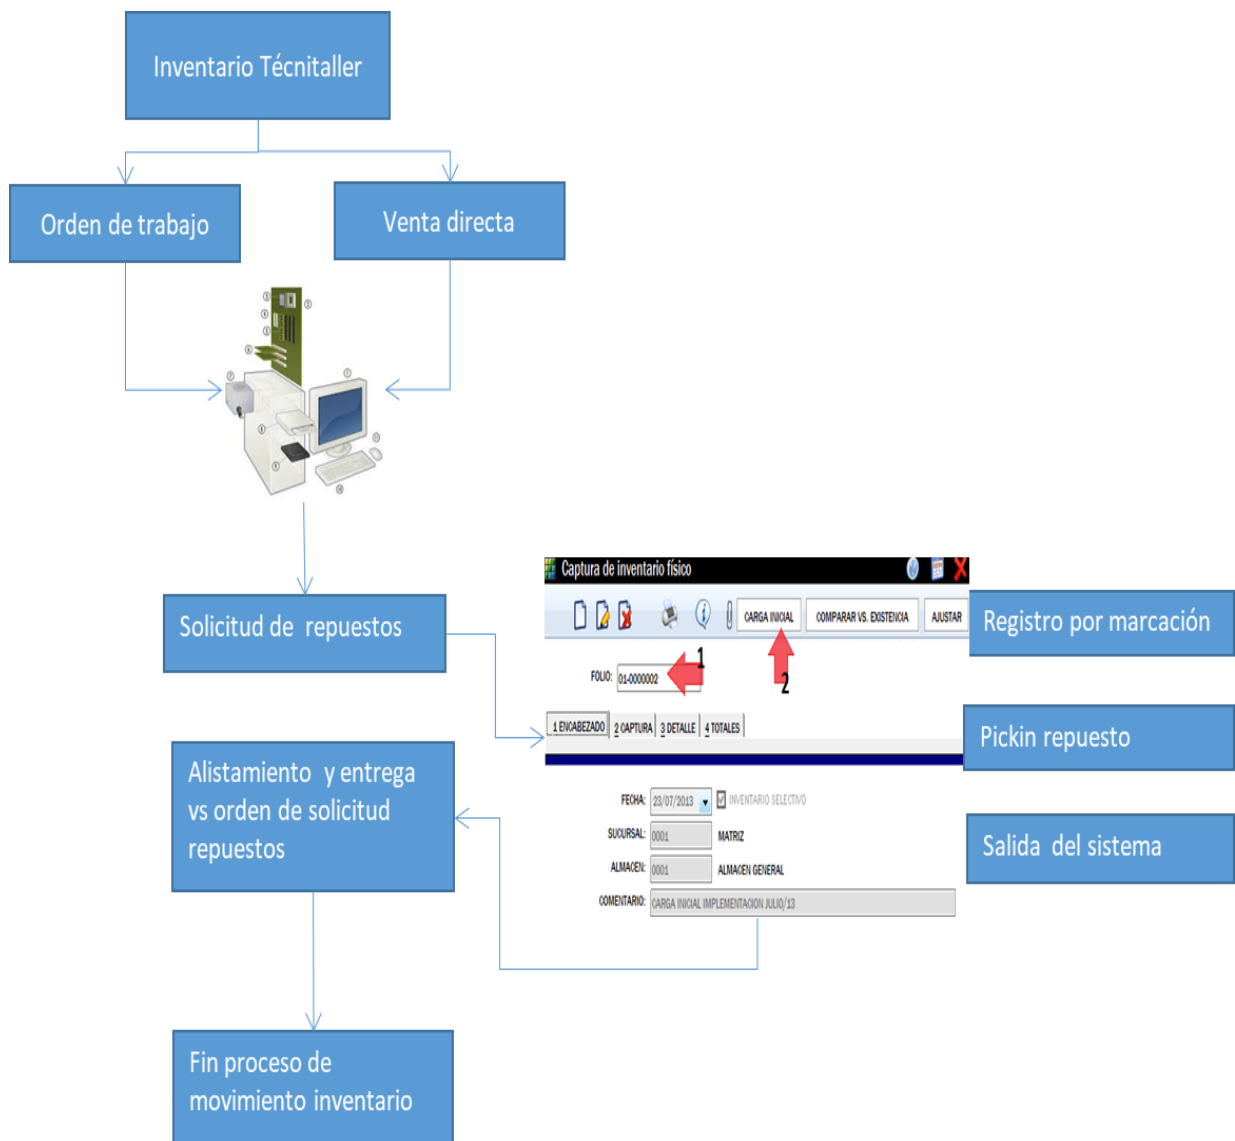 Inventario Técnitaller
Orden de trabajo
Venta directa
Solicitud de repuestos
Captura de inventario físico
CARGA INICIAL
COMPARAR VS. EXISTENCIA
AJUSTAR
1
2
FOLIO: 01-0000002
1 ENCABEZADO
2 CAPTURA
3 DETALLE
4 TOTALES
FECHA: 23/07/2013
INVENTARIO SELECTIVO
SUCURSAL: 0001 MATRIZ
ALMACEN: 0001 ALMACEN GENERAL
COMENTARIO: CARGA INICIAL IMPLEMENTACION JULIO/13
Registro por marcación
Pickin repuesto
Salida del sistema
Alistamiento y entrega
vs orden de solicitud
repuestos
Fin proceso de
movimiento inventario